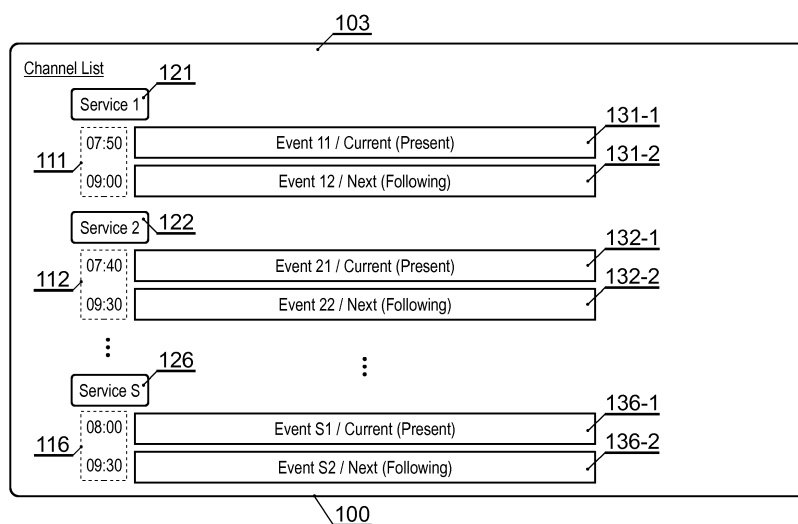 103
Channel List
121
Service 1
131-1
07:50 Event 11 / Current (Present)
111
131-2
09:00 Event 12 / Next (Following)
Service 2
122
132-1
07:40 Event 21 / Current (Present)
112
132-2
09:30 Event 22 / Next (Following)
126
Service S
136-1
08:00 Event S1 / Current (Present)
116
136-2
09:30 Event S2 / Next (Following)
100